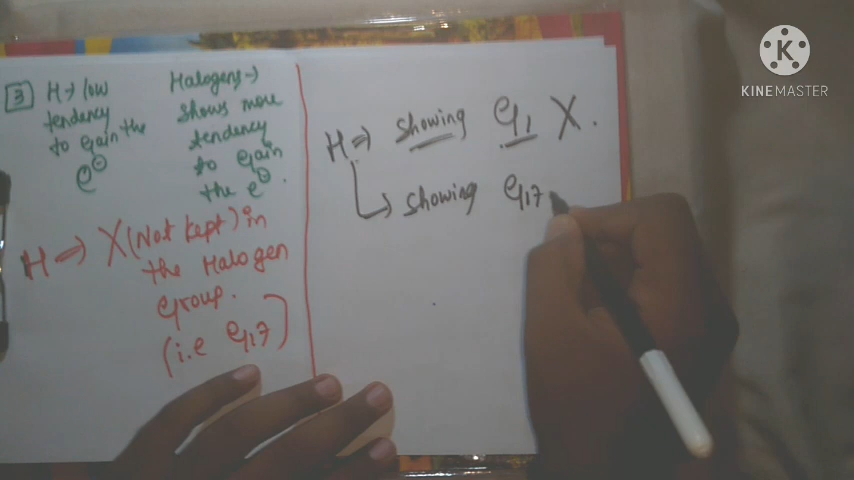 3
H → low
tendency
to gain the
e⊖
Halogens →
shows more
tendency
to gain
the e⊖.
H ⇒ X (Not kept) in
the Halogen
Group.
(i.e G17)
H ⇒ showing G1 X.
↳ showing G17
K
KINEMASTER